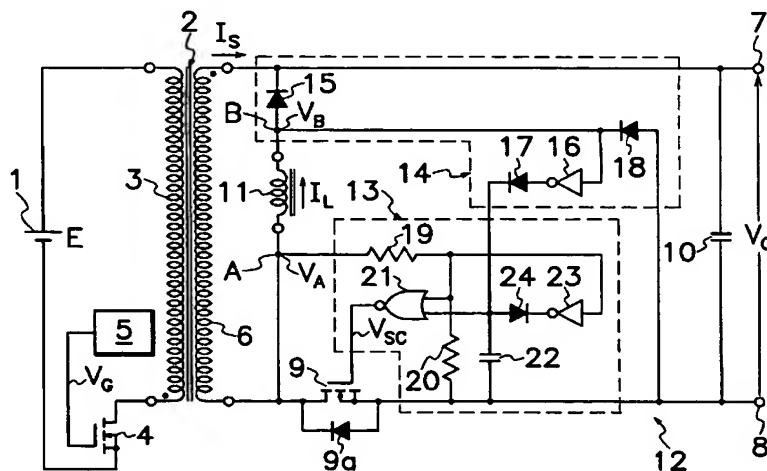 2 I_S 7
15
B V_B
17 16 18
1 3 11 I_L 14
E 13
19 10 V_O
A V_A 21 24 23
5 6
V_SC
V_G 9 20 22
4 9a 12 8